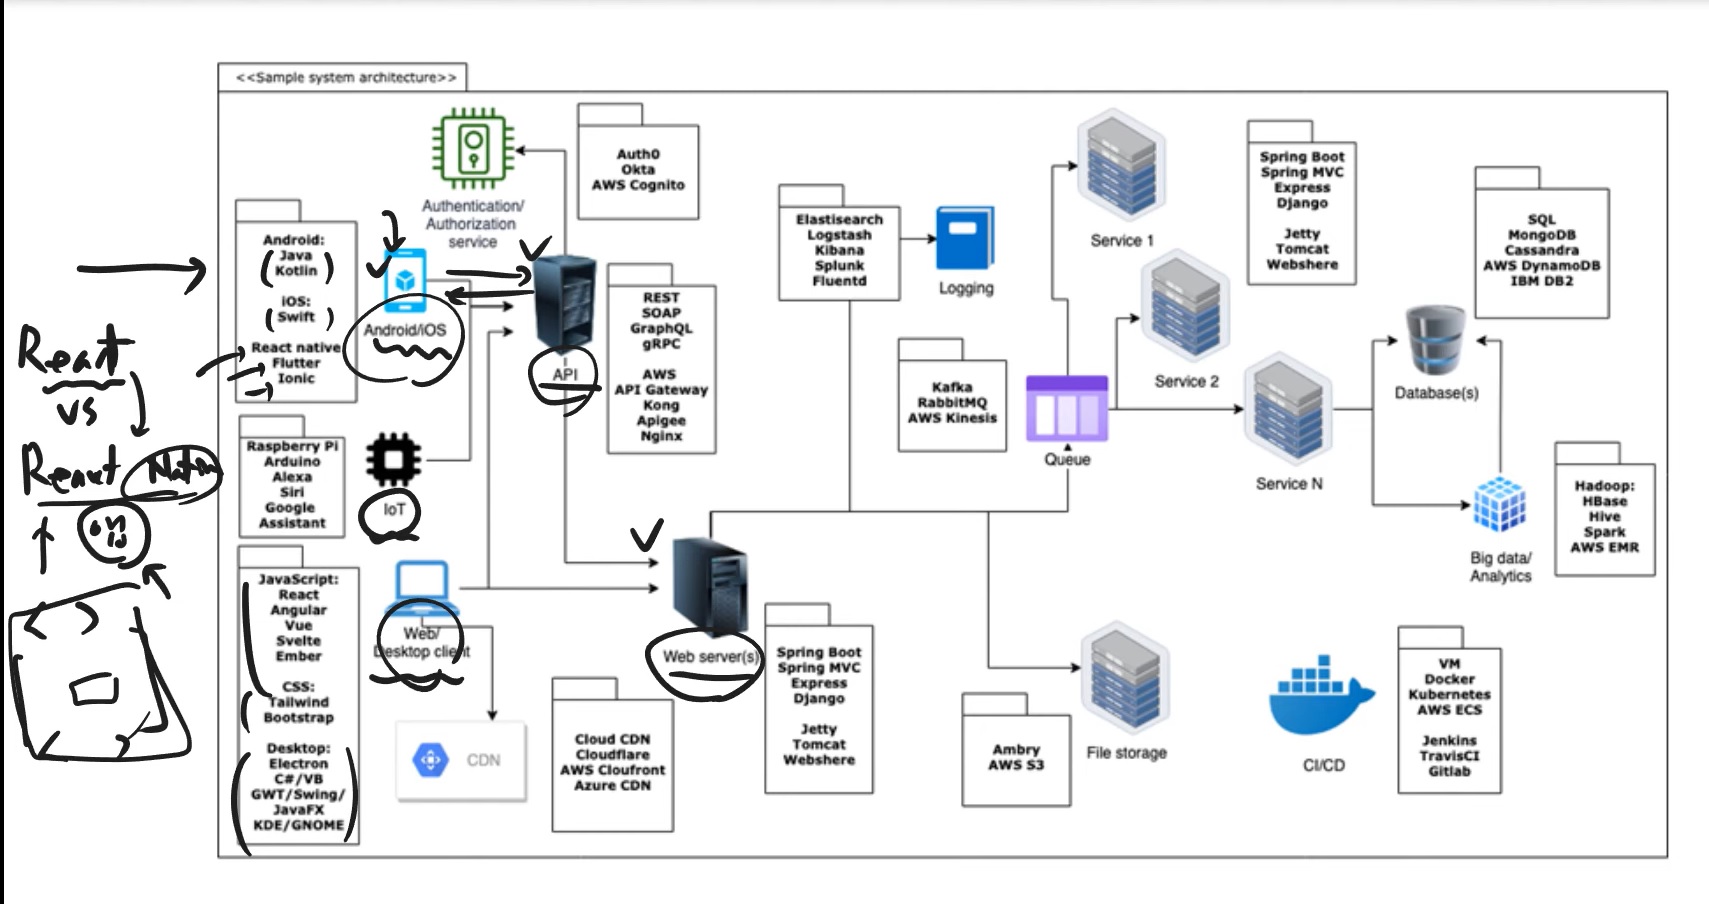 <<Sample system architecture>>
Auth0
Okta
AWS Cognito
Authentication/
Authorization
service
Android:
Java
Kotlin
iOS:
Swift
React native
Flutter
Ionic
Android/iOS
API
REST
SOAP
GraphQL
gRPC
AWS
API Gateway
Kong
Apigee
Nginx
Elastisearch
Logstash
Kibana
Splunk
Fluentd
Logging
Service 1
Spring Boot
Spring MVC
Express
Django
Jetty
Tomcat
Webshere
SQL
MongoDB
Cassandra
AWS DynamoDB
IBM DB2
Service 2
Database(s)
Kafka
RabbitMQ
AWS Kinesis
Queue
Service N
Hadoop:
HBase
Hive
Spark
AWS EMR
Big data/
Analytics
React
vs
React Native
Raspberry Pi
Arduino
Alexa
Siri
Google
Assistant
IoT
JavaScript:
React
Angular
Vue
Svelte
Ember
CSS:
Tailwind
Bootstrap
Desktop:
Electron
C#/VB
GWT/Swing/
JavaFX
KDE/GNOME
Web/
Desktop client
CDN
Cloud CDN
Cloudflare
AWS Cloufront
Azure CDN
Web server(s)
Spring Boot
Spring MVC
Express
Django
Jetty
Tomcat
Webshere
Ambry
AWS S3
File storage
CI/CD
VM
Docker
Kubernetes
AWS ECS
Jenkins
TravisCI
Gitlab